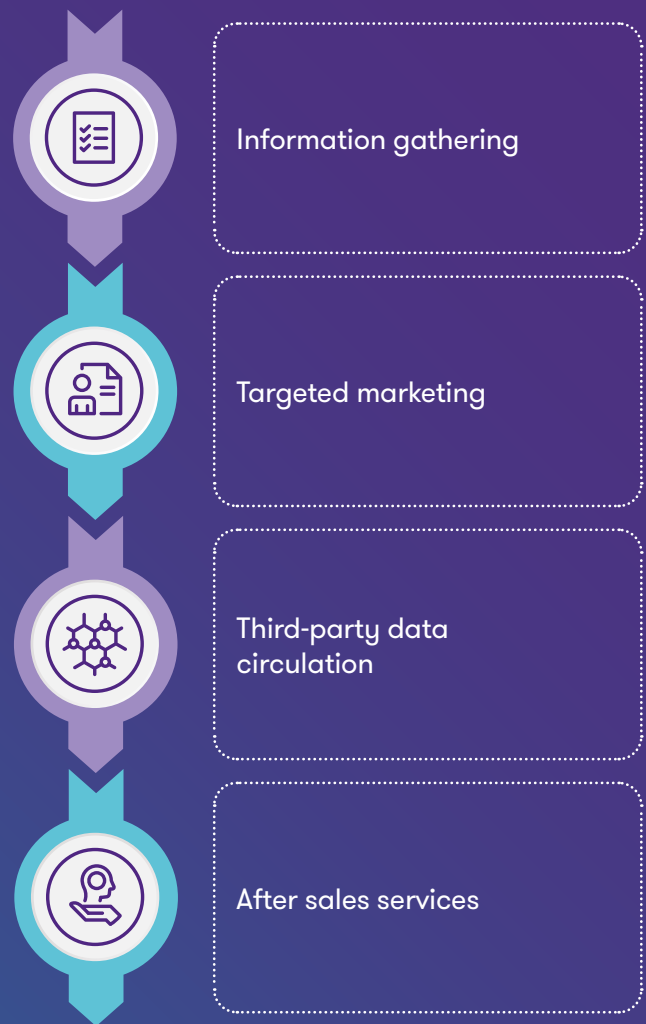 Information gathering
Targeted marketing
Third-party data
circulation
After sales services